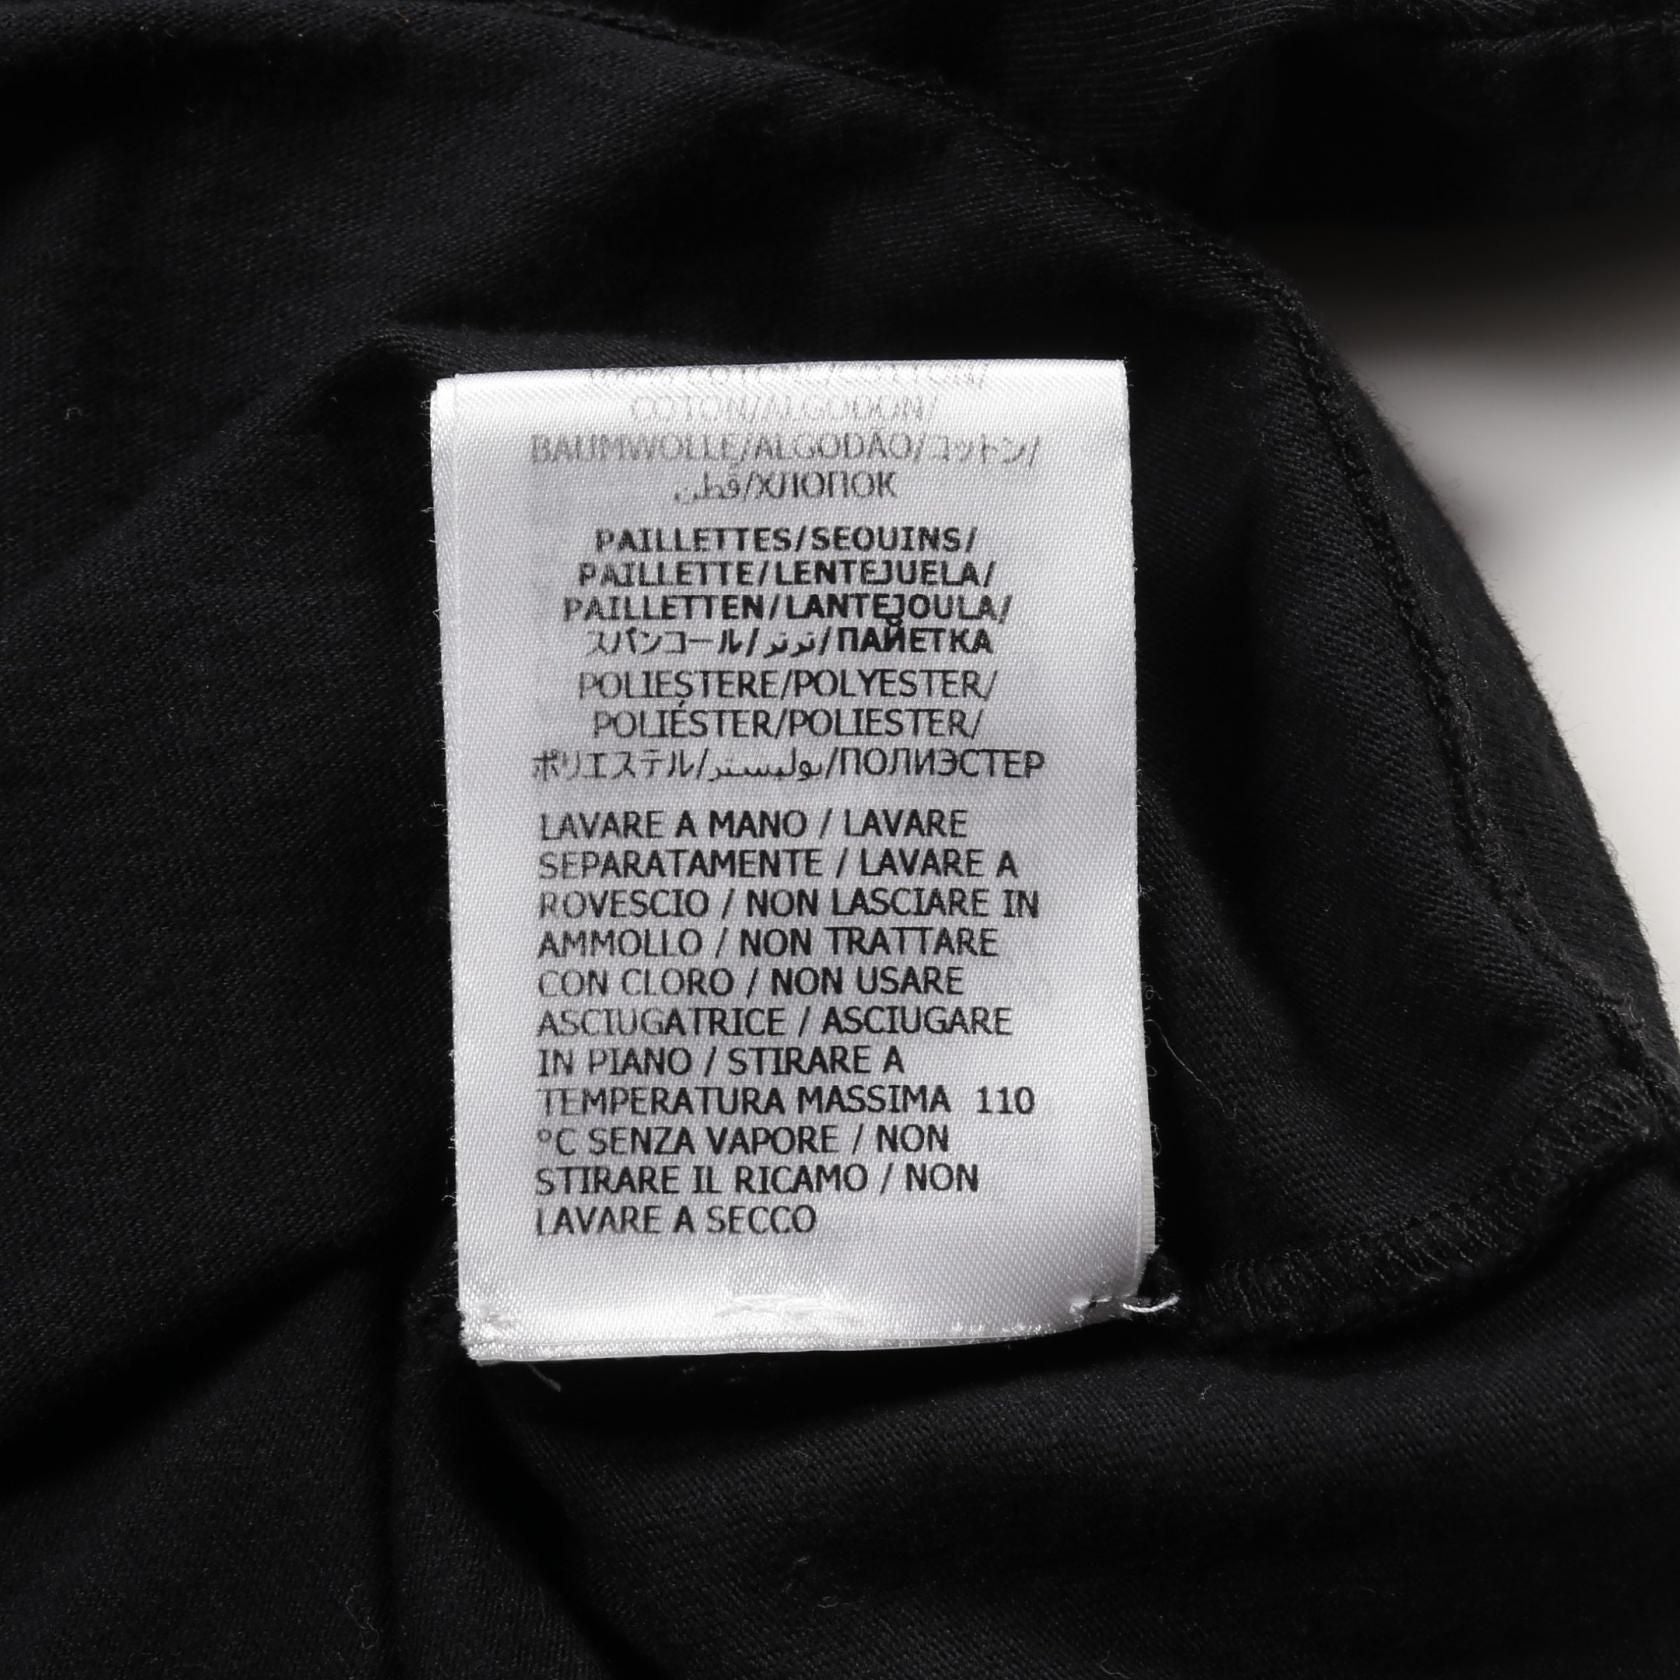 COTON/ALGODON/
BAUMWOLLE/ALGODÃO/コットン/
قطن/ХЛОПОК
PAILLETTES/SEQUINS/
PAILLETTE/LENTEJUELA/
PAILLETTEN/LANTEJOULA/
スパンコール/ترتر/ПАЙЕТКА
POLIESTERE/POLYESTER/
POLIÉSTER/POLIESTER/
ポリエステル/بوليستر/ПОЛИЭСТЕР
LAVARE A MANO / LAVARE
SEPARATAMENTE / LAVARE A
ROVESCIO / NON LASCIARE IN
AMMOLLO / NON TRATTARE
CON CLORO / NON USARE
ASCIUGATRICE / ASCIUGARE
IN PIANO / STIRARE A
TEMPERATURA MASSIMA 110
°C SENZA VAPORE / NON
STIRARE IL RICAMO / NON
LAVARE A SECCO